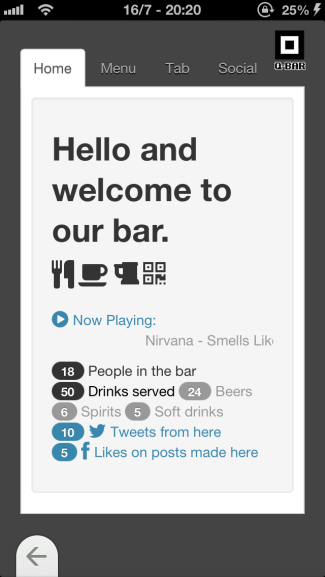 16/7 - 20:20
25%
Q-BAR
Home Menu Tab Social
Hello and
welcome to
our bar.
Now Playing:
Nirvana - Smells Lik
18 People in the bar
50 Drinks served 24 Beers
6 Spirits 5 Soft drinks
10 Tweets from here
5 Likes on posts made here